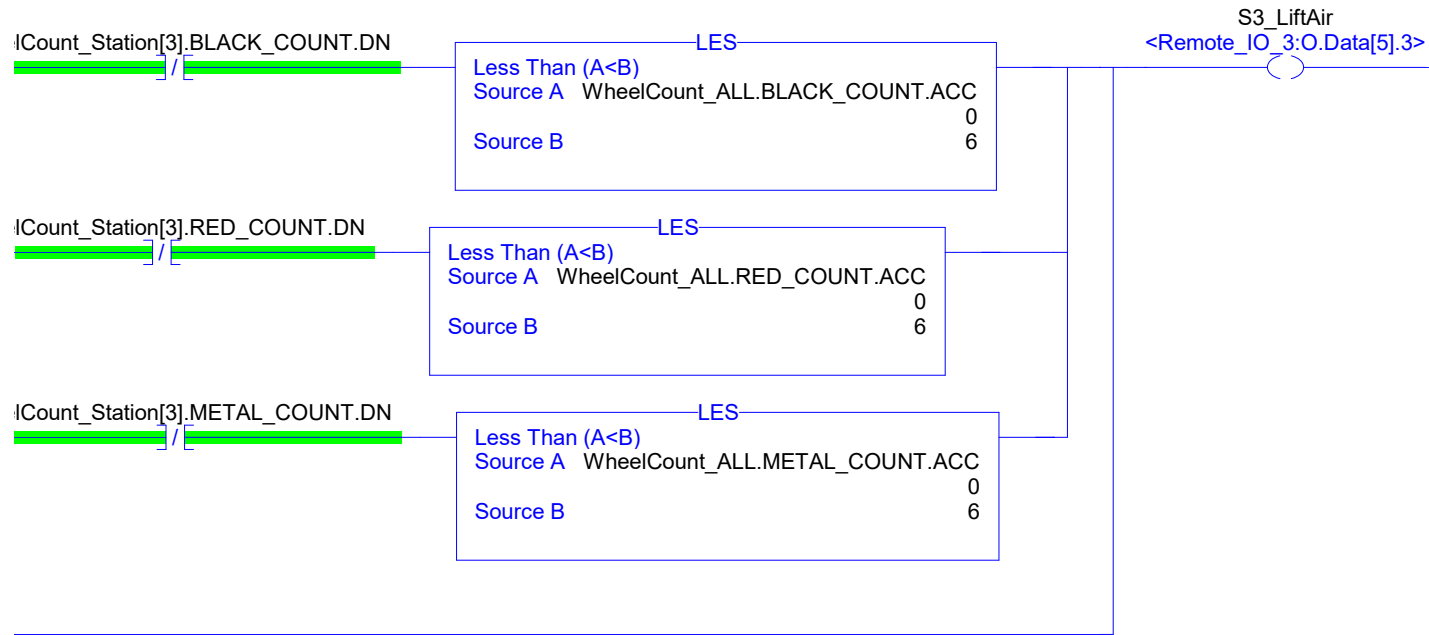 S3_LiftAir
lCount_Station[3].BLACK_COUNT.DN
<Remote_IO_3:O.Data[5].3>
LES
Less Than (A<B)
Source A WheelCount_ALL.BLACK_COUNT.ACC
0
Source B 6
lCount_Station[3].RED_COUNT.DN
LES
Less Than (A<B)
Source A WheelCount_ALL.RED_COUNT.ACC
0
Source B 6
elCount_Station[3].METAL_COUNT.DN
LES
Less Than (A<B)
Source A WheelCount_ALL.METAL_COUNT.ACC
0
Source B 6